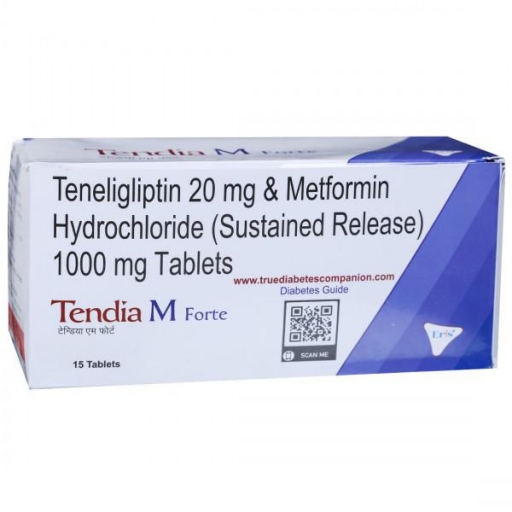 Tendia M Forte
Teneligliptin 20 mg & Metformin
Hydrochloride (Sustained Release)
1000 mg Tablets
www.truediabetescompanion.com
Diabetes Guide
Tendia M Forte
टेन्डिया एम फोर्ट
SCAN ME
Eris
15 Tablets